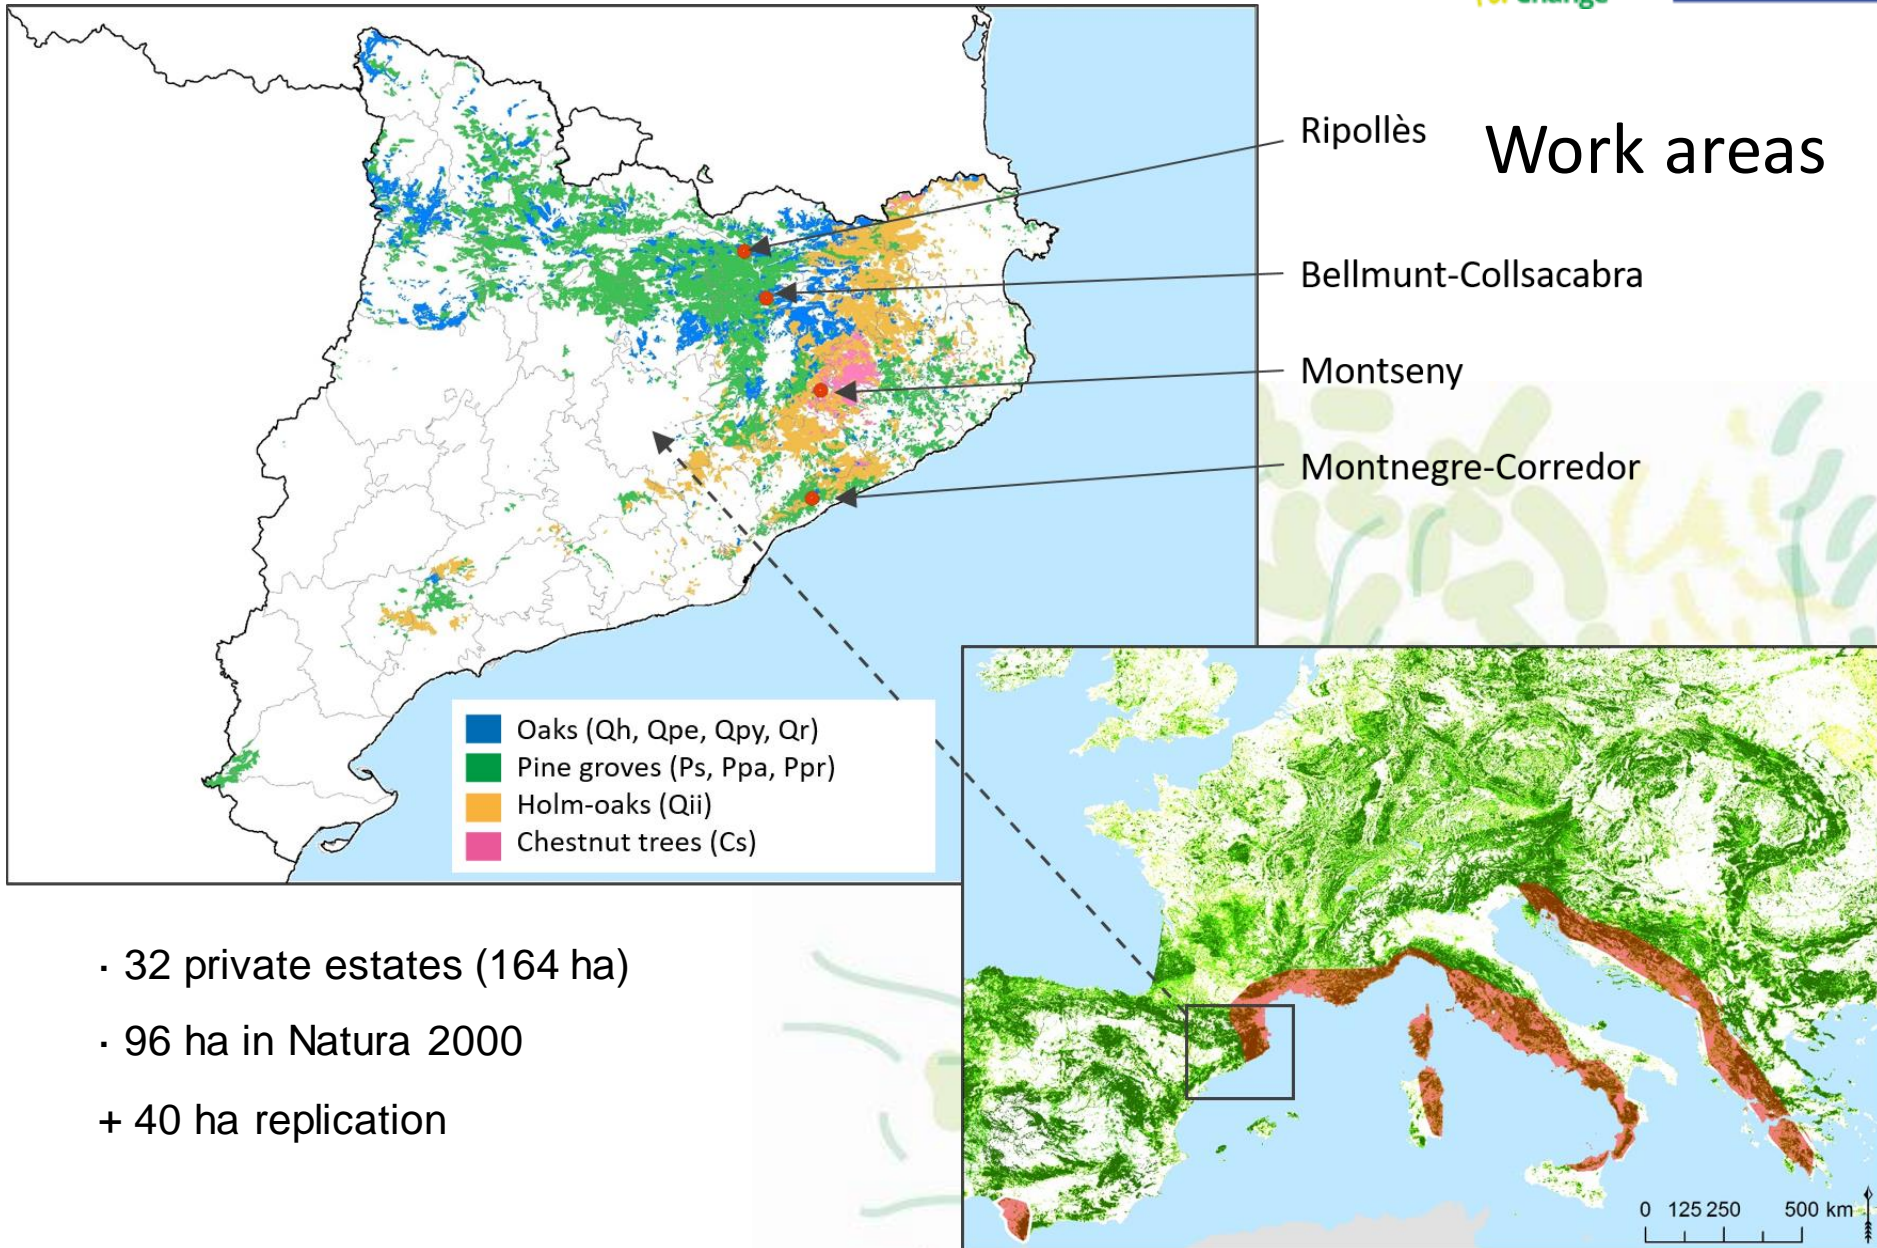 Change
Work areas
Ripollès
Bellmunt-Collsacabra
Montseny
Montnegre-Corredor
Oaks (Qh, Qpe, Qpy, Qr)
Pine groves (Ps, Ppa, Ppr)
Holm-oaks (Qii)
Chestnut trees (Cs)
· 32 private estates (164 ha)
· 96 ha in Natura 2000
+ 40 ha replication
0 125 250 500 km